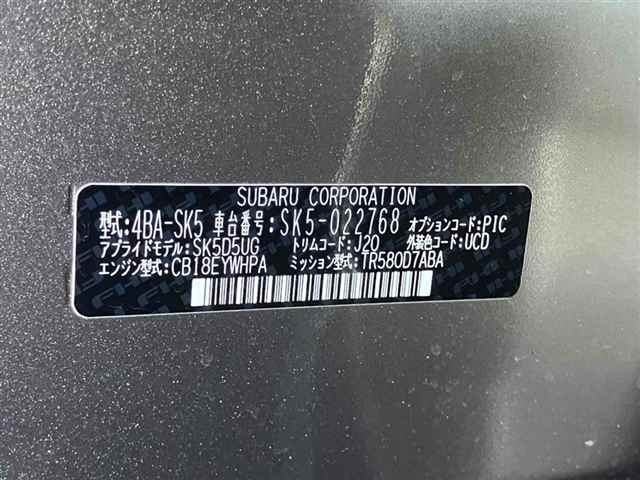 SUBARU CORPORATION
型式:4BA-SK5 車台番号:SK5-022768 オプションコード:PIC
アプライドモデル:SK5D5UG トリムコード:J20 外装色コード:UCD
エンジン型式:CB18EYWHPA ミッション型式:TR580D7ABA